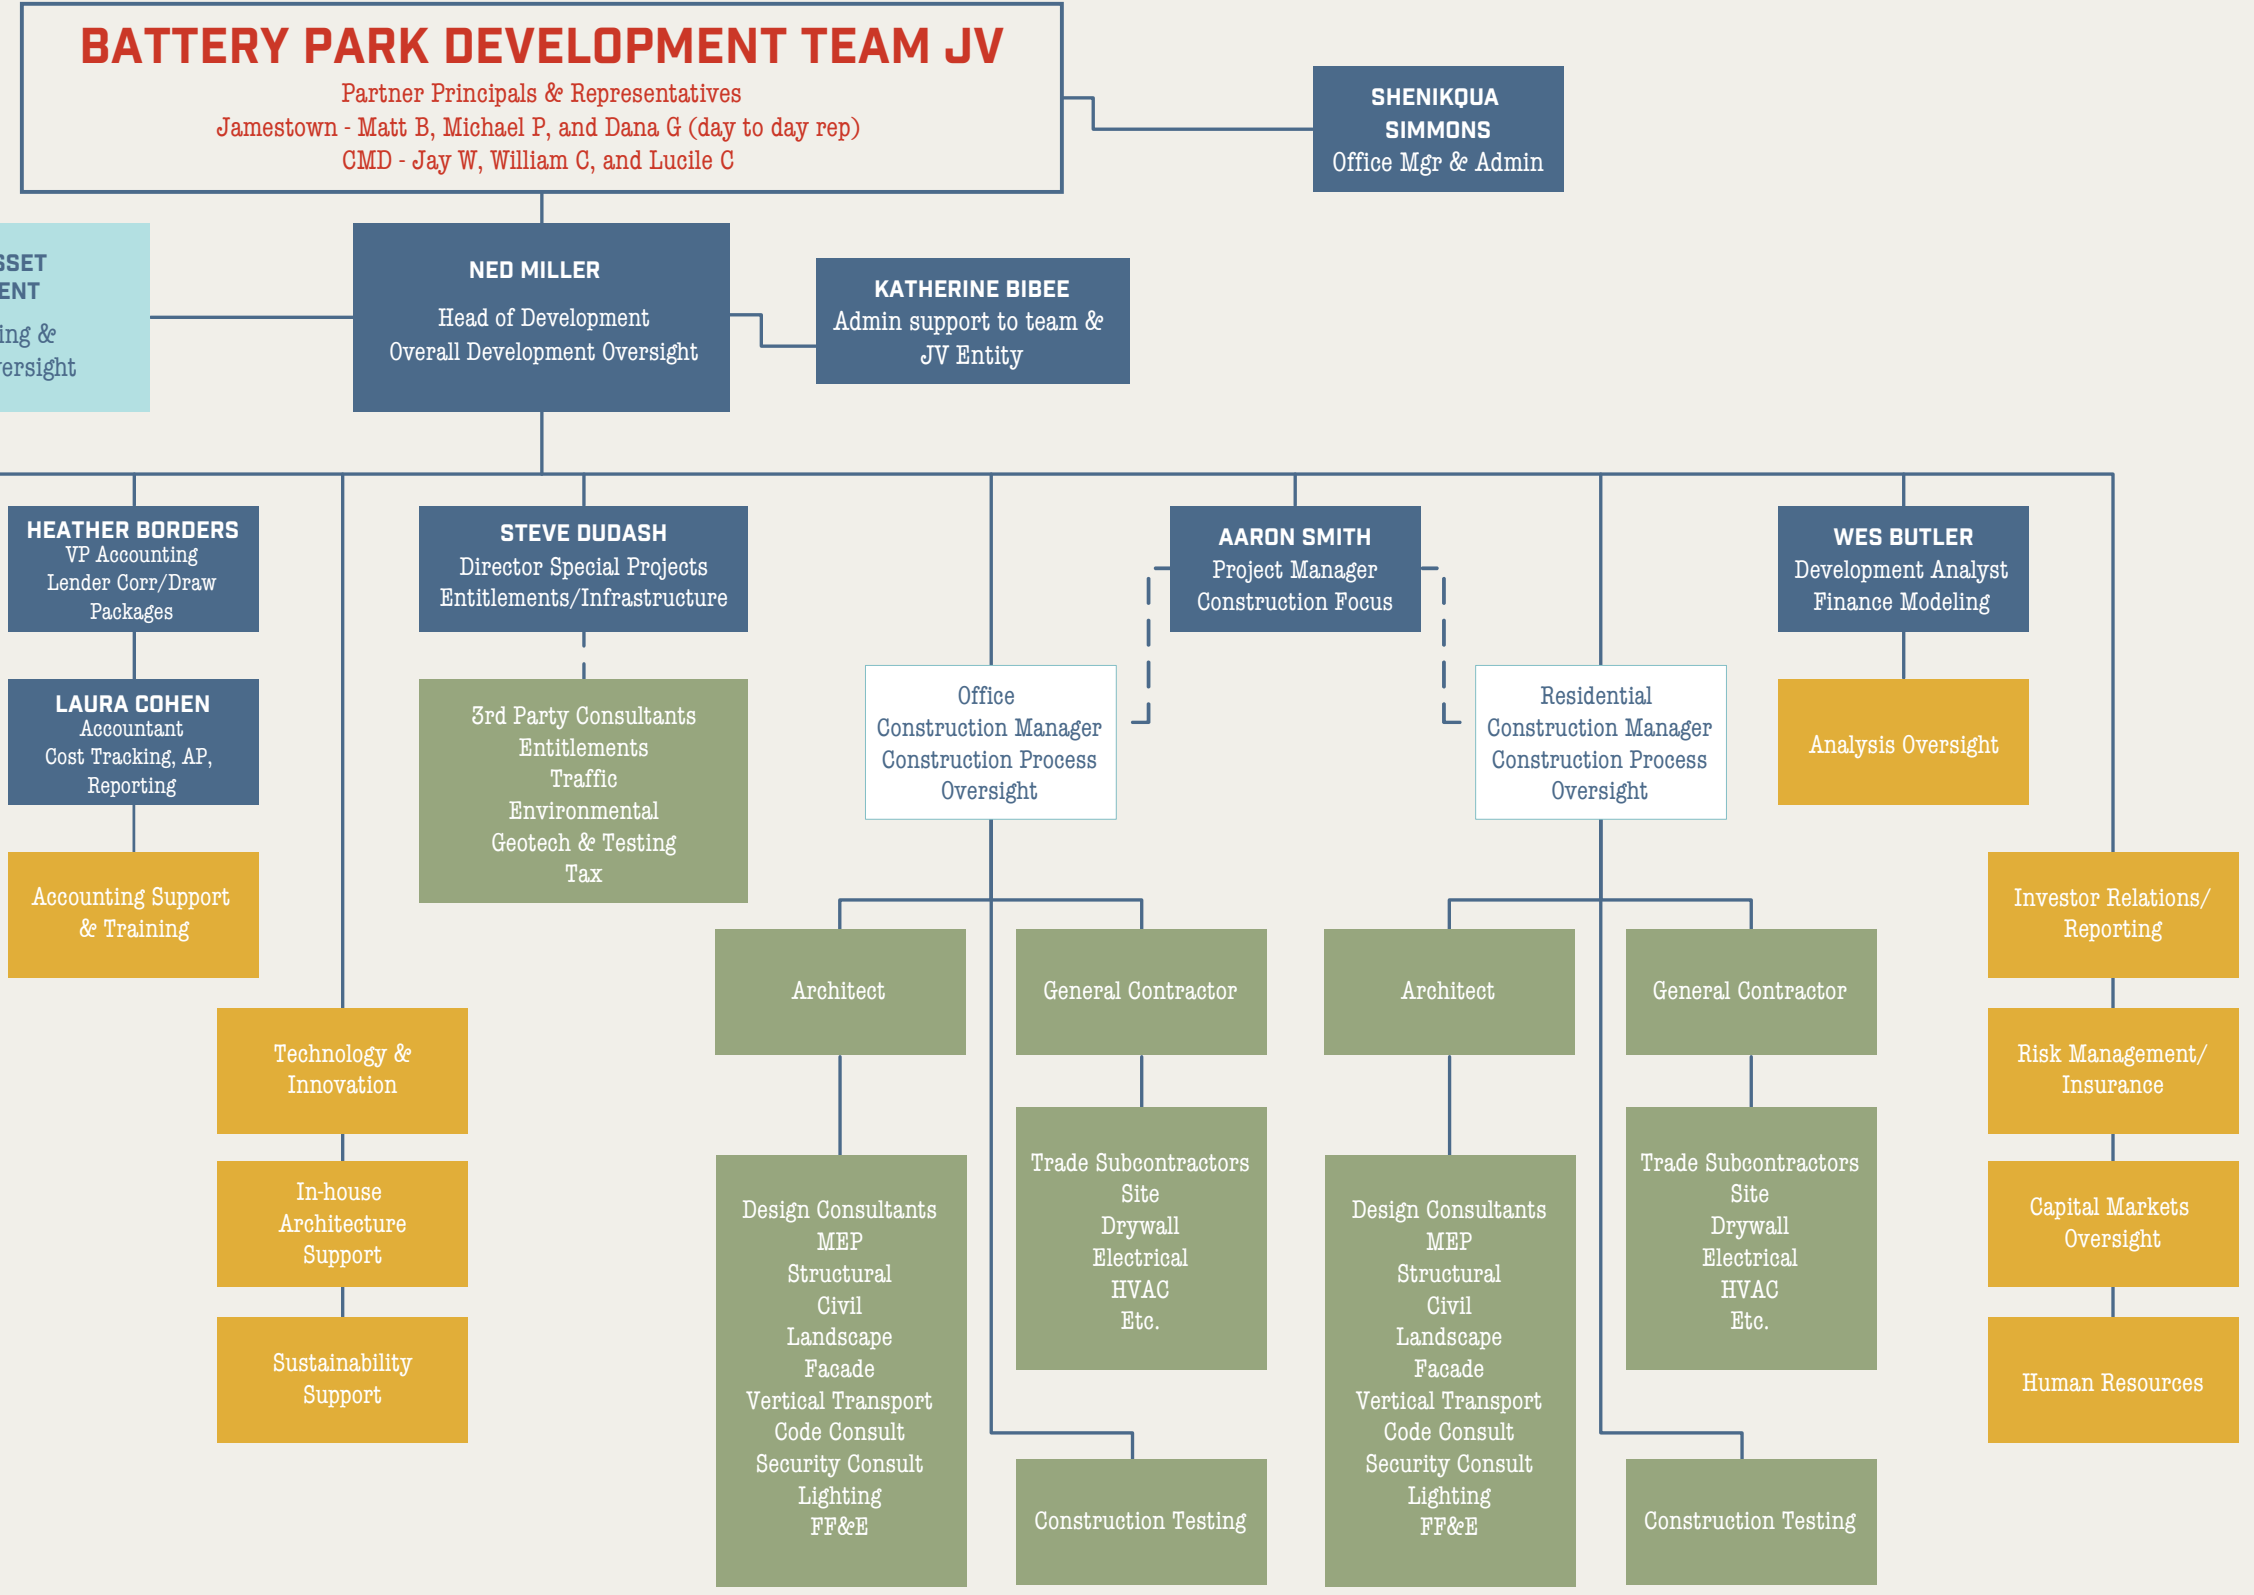 BATTERY PARK DEVELOPMENT TEAM JV
Partner Principals & Representatives
Jamestown - Matt B, Michael P, and Dana G (day to day rep)
CMD - Jay W, William C, and Lucile C
SHENIKQUA
SIMMONS
Office Mgr & Admin
NED MILLER
Head of Development
Overall Development Oversight
KATHERINE BIBEE
Admin support to team &
JV Entity
HEATHER BORDERS
VP Accounting
Lender Corr/Draw
Packages
LAURA COHEN
Accountant
Cost Tracking, AP,
Reporting
Accounting Support
& Training
Technology &
Innovation
In-house
Architecture
Support
Sustainability
Support
STEVE DUDASH
Director Special Projects
Entitlements/Infrastructure
3rd Party Consultants
Entitlements
Traffic
Environmental
Geotech & Testing
Tax
AARON SMITH
Project Manager
Construction Focus
Office
Construction Manager
Construction Process
Oversight
Architect
Design Consultants
MEP
Structural
Civil
Landscape
Facade
Vertical Transport
Code Consult
Security Consult
Lighting
FF&E
General Contractor
Trade Subcontractors
Site
Drywall
Electrical
HVAC
Etc.
Construction Testing
Residential
Construction Manager
Construction Process
Oversight
Architect
Design Consultants
MEP
Structural
Civil
Landscape
Facade
Vertical Transport
Code Consult
Security Consult
Lighting
FF&E
General Contractor
Trade Subcontractors
Site
Drywall
Electrical
HVAC
Etc.
Construction Testing
WES BUTLER
Development Analyst
Finance Modeling
Analysis Oversight
Investor Relations/
Reporting
Risk Management/
Insurance
Capital Markets
Oversight
Human Resources